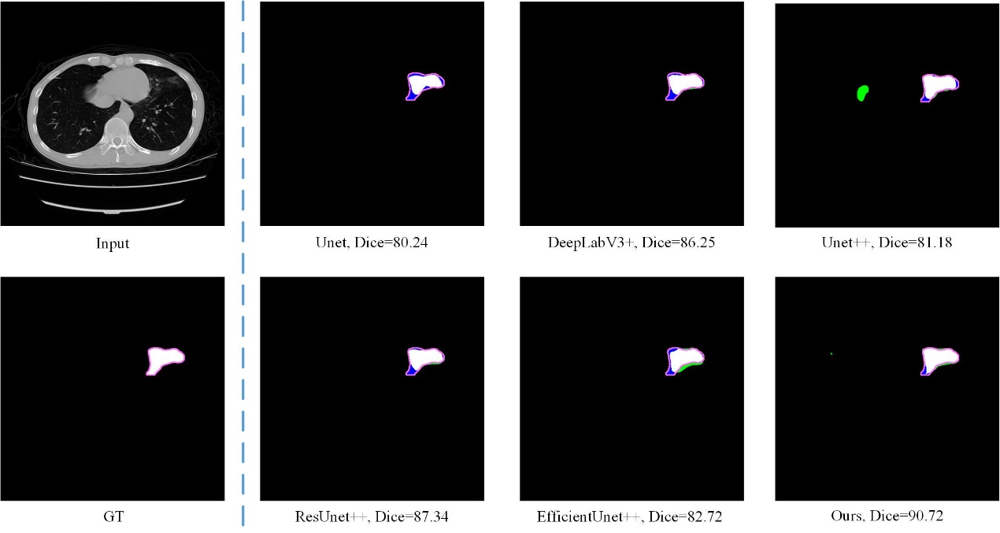 Input
Unet, Dice=80.24
DeepLabV3+, Dice=86.25
Unet++, Dice=81.18
GT
ResUnet++, Dice=87.34
EfficientUnet++, Dice=82.72
Ours, Dice=90.72